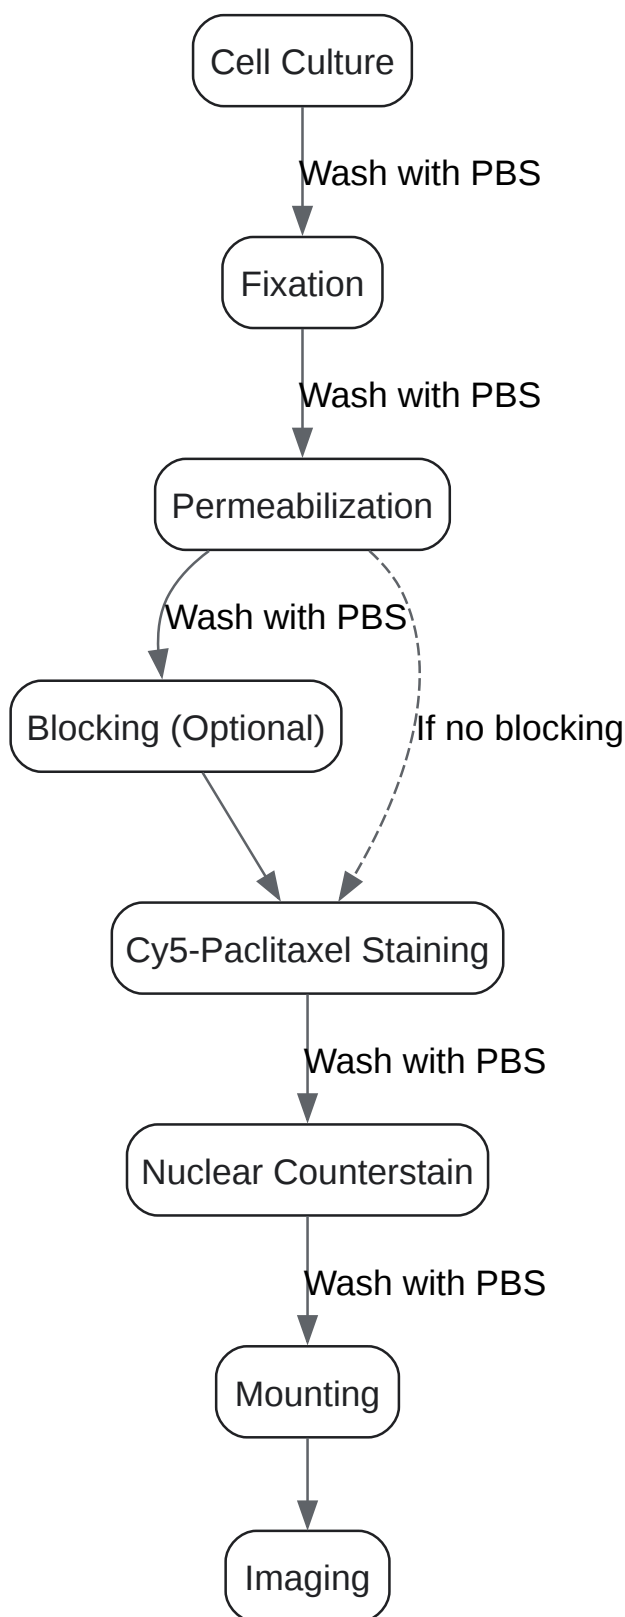 Cell Culture
Wash with PBS
Fixation
Wash with PBS
Permeabilization
Wash with PBS
Blocking (Optional)
If no blocking
Cy5-Paclitaxel Staining
Wash with PBS
Nuclear Counterstain
Wash with PBS
Mounting
Imaging